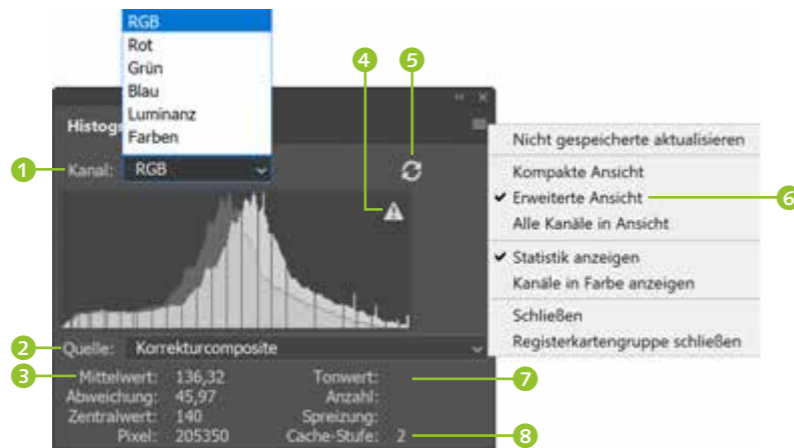 RGB
Rot
Grün
Blau
Luminanz
Farben
4
5
Histog
1
Kanal: RGB
Nicht gespeicherte aktualisieren
Kompakte Ansicht
Erweiterte Ansicht
6
Alle Kanäle in Ansicht
Statistik anzeigen
Kanäle in Farbe anzeigen
Schließen
Registerkartengruppe schließen
2
Quelle: Korrekturcomposite
3
Mittelwert: 136,32 Tonwert:
7
Abweichung: 45,97 Anzahl:
Zentralwert: 140 Spreizung:
Pixel: 205350 Cache-Stufe: 2
8